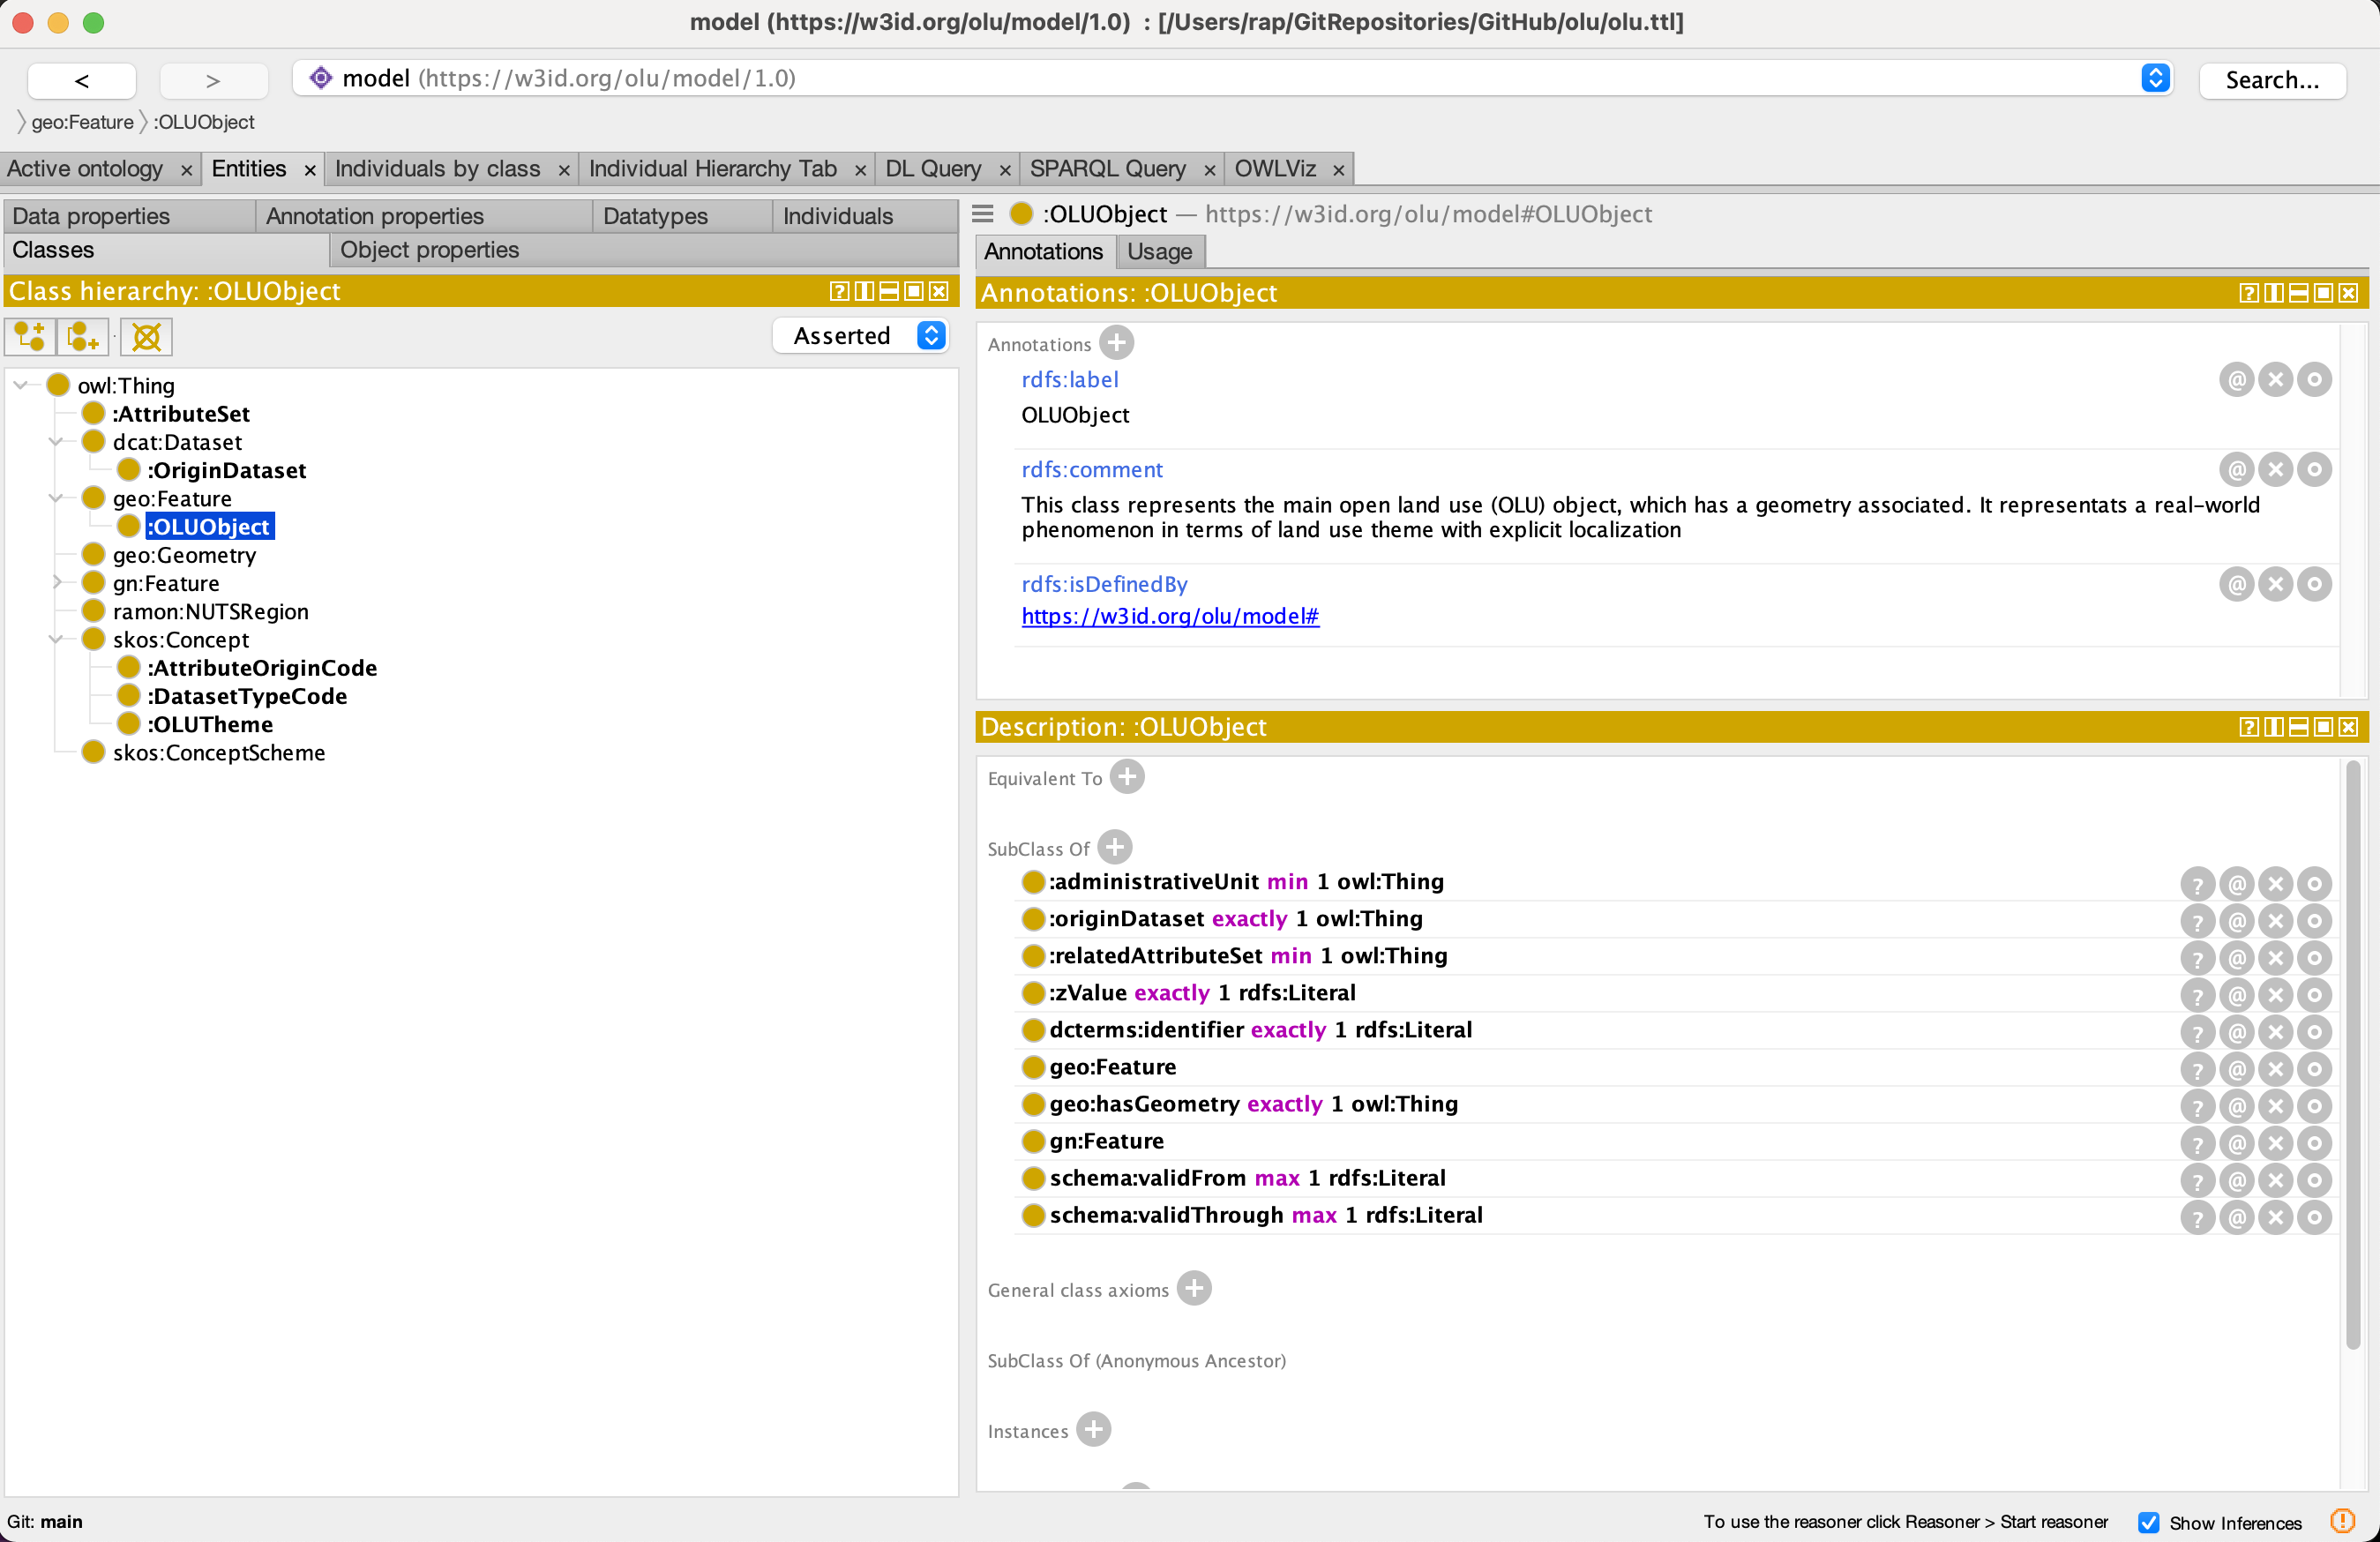 model (https://w3id.org/olu/model/1.0)  : [/Users/rap/GitRepositories/GitHub/olu/olu.ttl]
< > model (https://w3id.org/olu/model/1.0) Search...
geo:Feature :OLUObject
Active ontology × Entities × Individuals by class × Individual Hierarchy Tab × DL Query × SPARQL Query × OWLViz ×
Data properties Annotation properties Datatypes Individuals
Classes Object properties
Class hierarchy: :OLUObject
Asserted
owl:Thing
:AttributeSet
dcat:Dataset
:OriginDataset
geo:Feature
:OLUObject
geo:Geometry
gn:Feature
ramon:NUTSRegion
skos:Concept
:AttributeOriginCode
:DatasetTypeCode
:OLUTheme
skos:ConceptScheme
:OLUObject — https://w3id.org/olu/model#OLUObject
Annotations Usage
Annotations: :OLUObject
Annotations
rdfs:label
OLUObject
rdfs:comment
This class represents the main open land use (OLU) object, which has a geometry associated. It representats a real-world
phenomenon in terms of land use theme with explicit localization
rdfs:isDefinedBy
https://w3id.org/olu/model#
Description: :OLUObject
Equivalent To
SubClass Of
:administrativeUnit min 1 owl:Thing
:originDataset exactly 1 owl:Thing
:relatedAttributeSet min 1 owl:Thing
:zValue exactly 1 rdfs:Literal
dcterms:identifier exactly 1 rdfs:Literal
geo:Feature
geo:hasGeometry exactly 1 owl:Thing
gn:Feature
schema:validFrom max 1 rdfs:Literal
schema:validThrough max 1 rdfs:Literal
General class axioms
SubClass Of (Anonymous Ancestor)
Instances
Git: main
To use the reasoner click Reasoner > Start reasoner Show Inferences